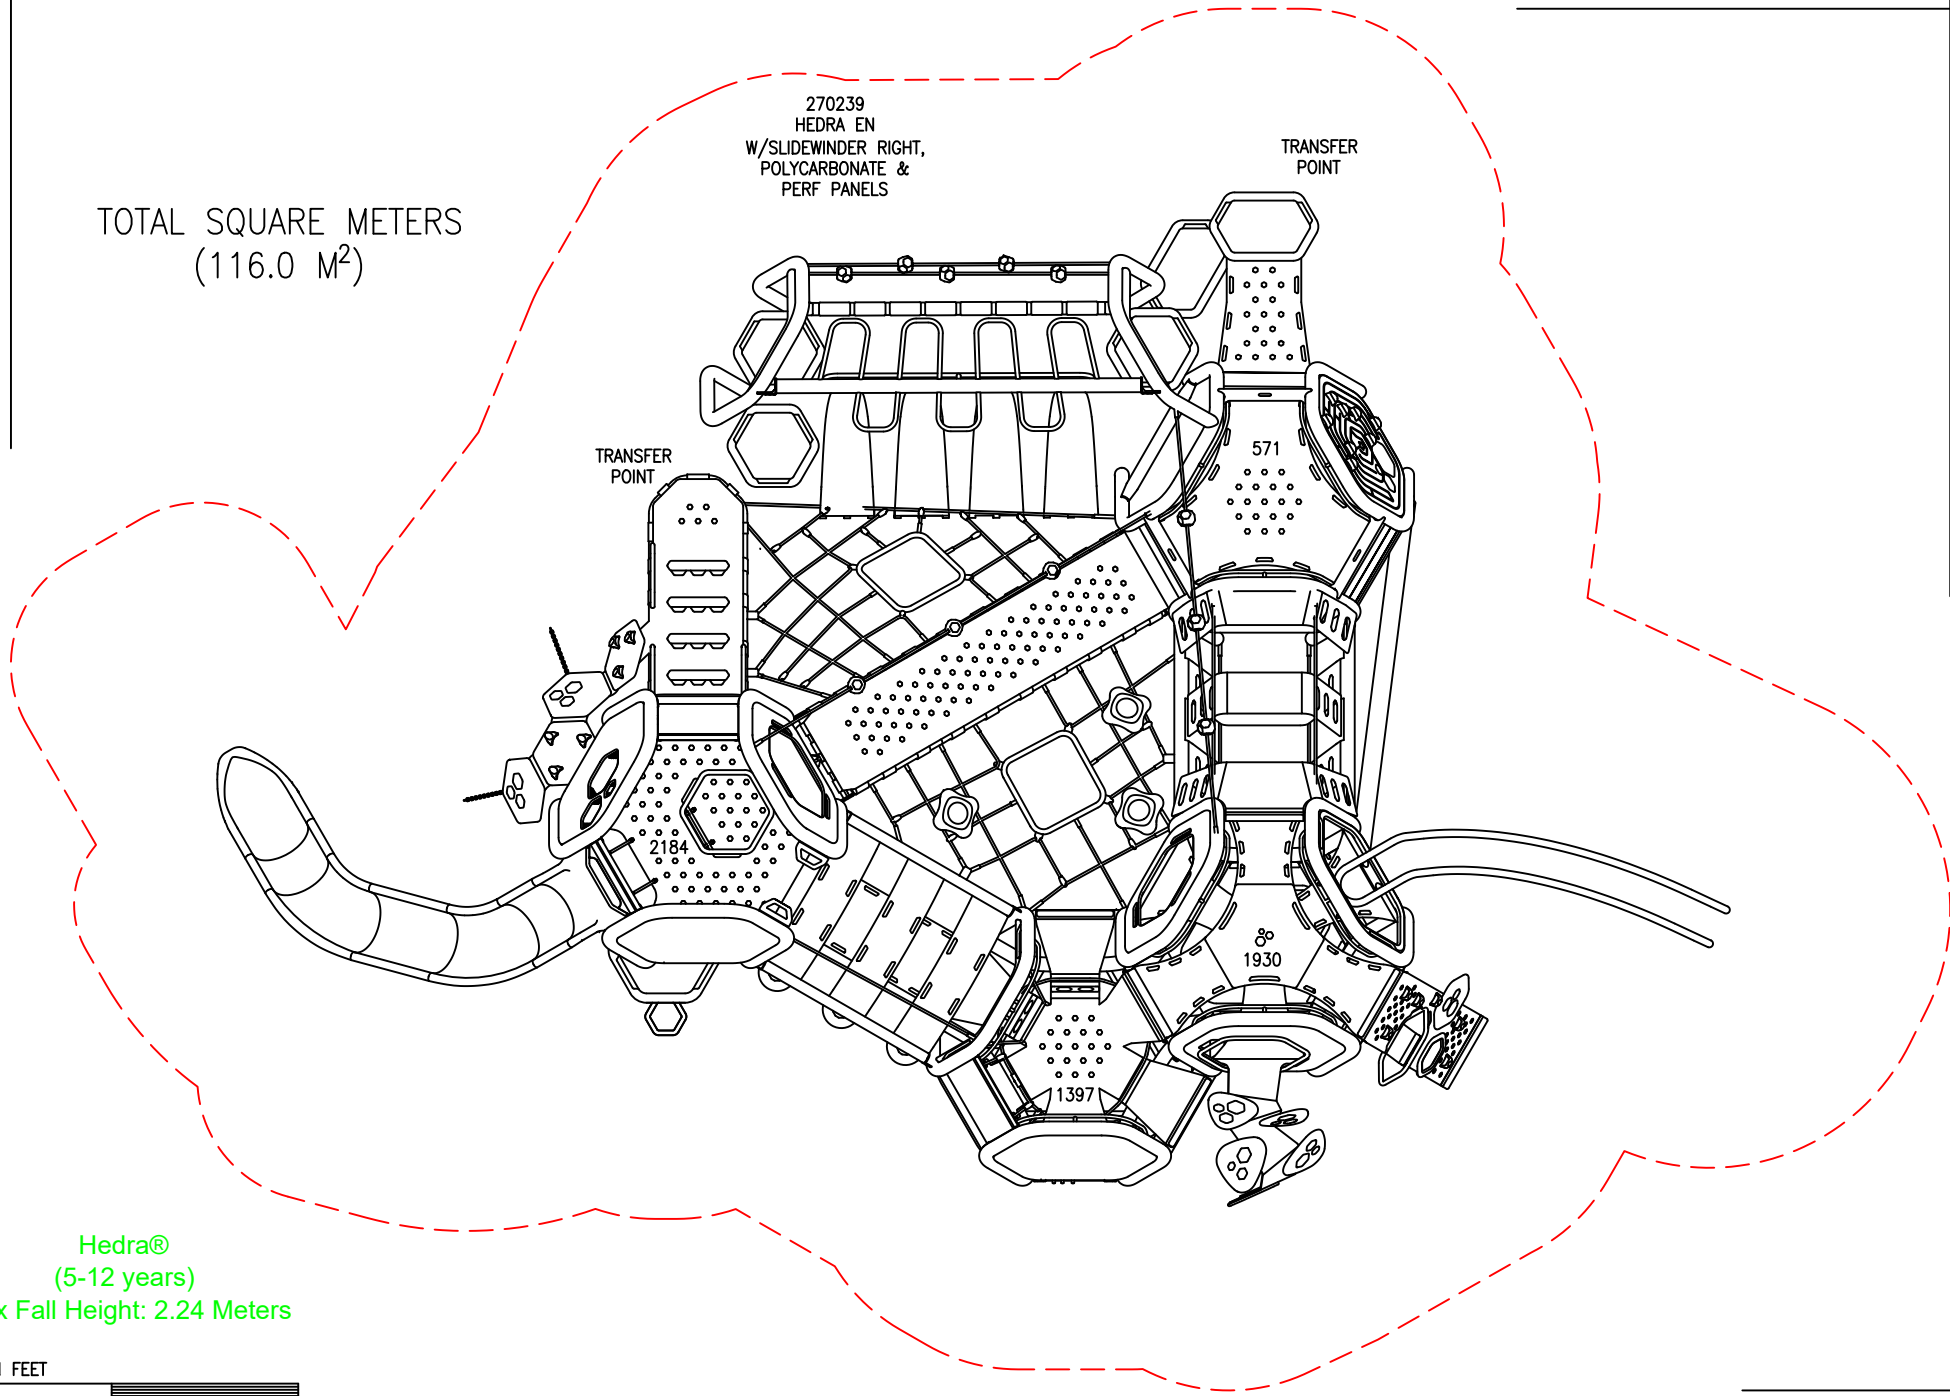 270239
HEDRA EN
W/SLIDEWINDER RIGHT,
POLYCARBONATE &
PERF PANELS
TRANSFER
POINT
TOTAL SQUARE METERS
(116.0 M²)
TRANSFER
POINT
571
2184
1930
1397
Hedra®
(5-12 years)
Fall Height: 2.24 Meters
FEET